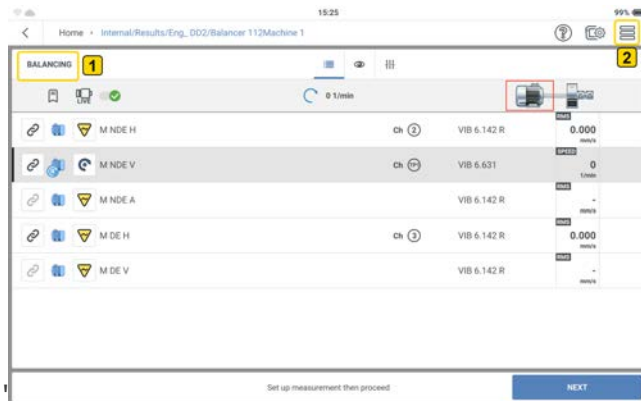 15:25
99%
Home › Internal/Results/Eng_ DD2/Balancer 112Machine 1
BALANCING
1
2
LIVE
0 1/min
M NDE H Ch 2 VIB 6.142 R RMS 0.000 mm/s
M NDE V Ch VIB 6.631 SPEED 0 1/min
M NDE A VIB 6.142 R RMS - mm/s
M DE H Ch 3 VIB 6.142 R RMS 0.000 mm/s
M DE V VIB 6.142 R RMS - mm/s
Set up measurement then proceed
NEXT